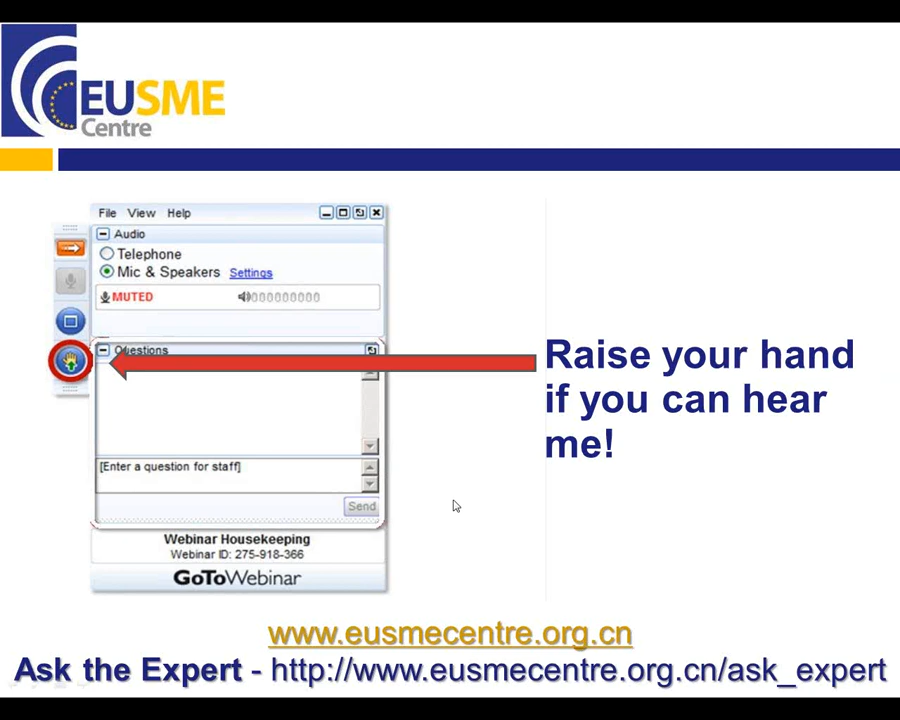 EUSME
Centre
File View Help
Audio
Telephone
Mic & Speakers Settings
MUTED
Questions
[Enter a question for staff]
Send
Webinar Housekeeping
Webinar ID: 275-918-366
GoToWebinar
Raise your hand
if you can hear
me!
www.eusmecentre.org.cn
Ask the Expert - http://www.eusmecentre.org.cn/ask_expert